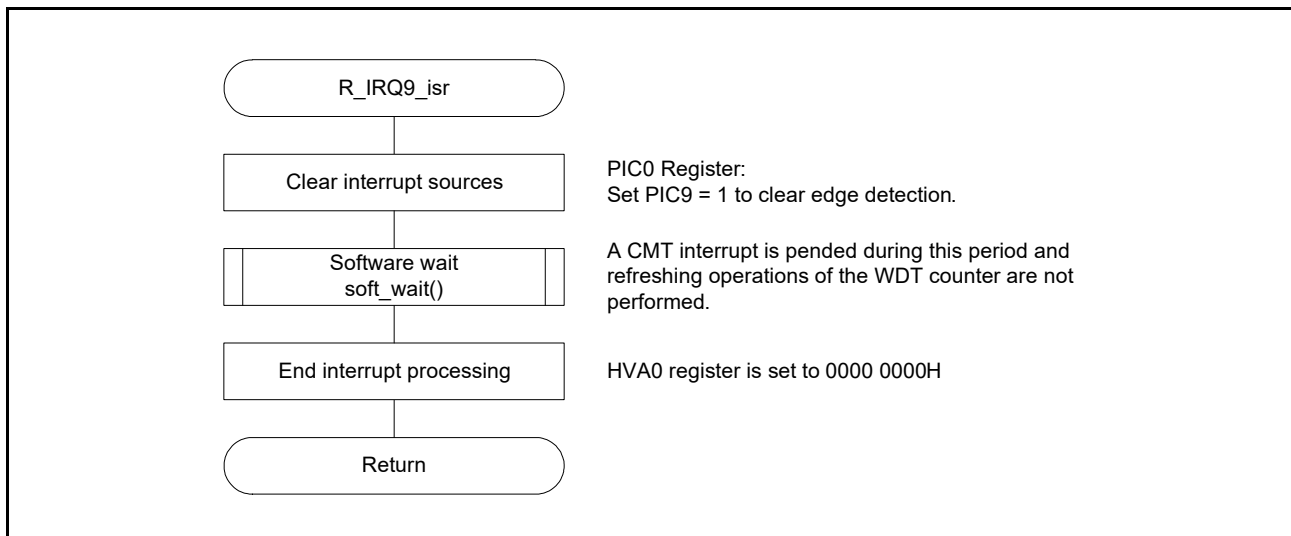 R_IRQ9_isr
Clear interrupt sources
PIC0 Register:
Set PIC9 = 1 to clear edge detection.
Software wait
soft_wait()
A CMT interrupt is pended during this period and
refreshing operations of the WDT counter are not
performed.
End interrupt processing
HVA0 register is set to 0000 0000H
Return